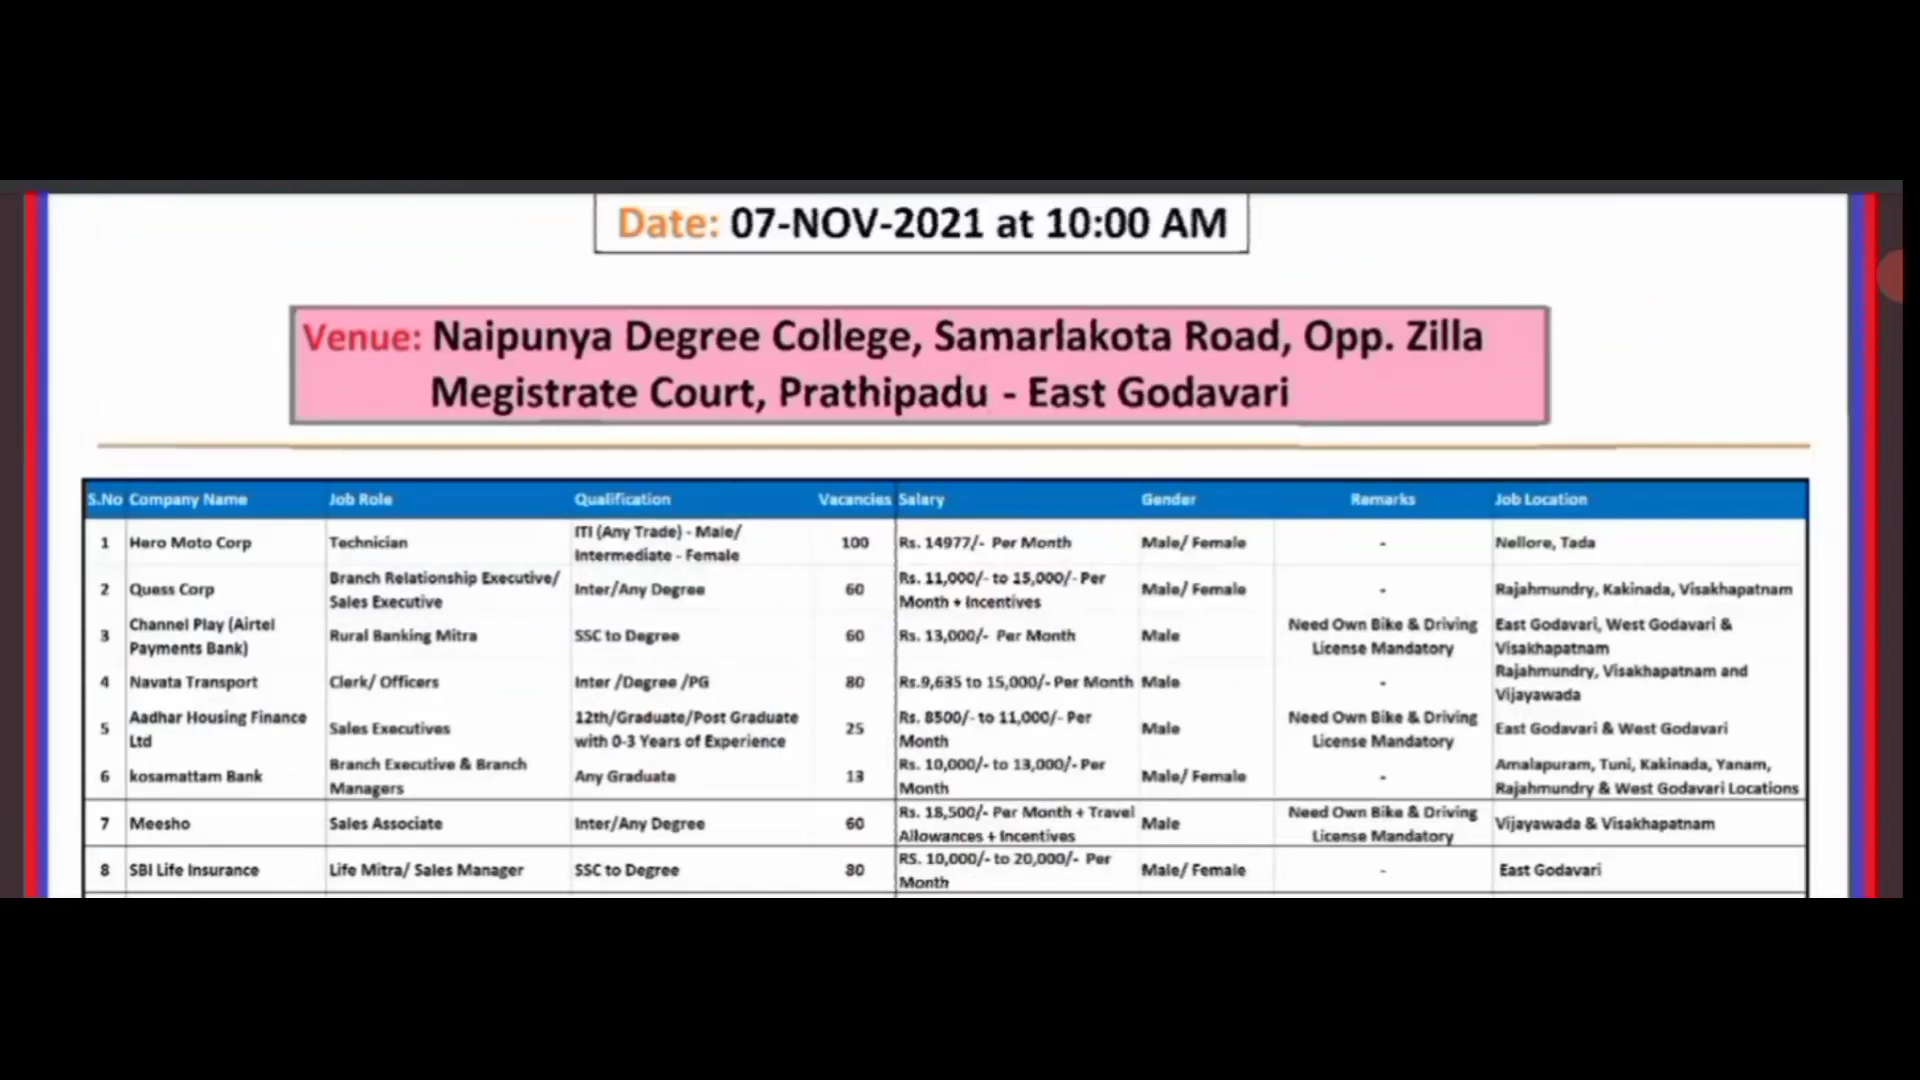 Date: 07-NOV-2021 at 10:00 AM
Venue: Naipunya Degree College, Samarlakota Road, Opp. Zilla
Megistrate Court, Prathipadu - East Godavari
S.No Company Name Job Role Qualification Vacancies Salary Gender Remarks Job Location
1 Hero Moto Corp Technician ITI (Any Trade) - Male/ Intermediate - Female 100 Rs. 14977/- Per Month Male/ Female - Nellore, Tada
2 Quess Corp Branch Relationship Executive/ Sales Executive Inter/Any Degree 60 Rs. 11,000/- to 15,000/- Per Month + Incentives Male/ Female - Rajahmundry, Kakinada, Visakhapatnam
3 Channel Play (Airtel Payments Bank) Rural Banking Mitra SSC to Degree 60 Rs. 13,000/- Per Month Male Need Own Bike & Driving License Mandatory East Godavari, West Godavari & Visakhapatnam
4 Navata Transport Clerk/ Officers Inter /Degree /PG 80 Rs.9,635 to 15,000/- Per Month Male - Rajahmundry, Visakhapatnam and Vijayawada
5 Aadhar Housing Finance Ltd Sales Executives 12th/Graduate/Post Graduate with 0-3 Years of Experience 25 Rs. 8500/- to 11,000/- Per Month Male Need Own Bike & Driving License Mandatory East Godavari & West Godavari
6 kosamattam Bank Branch Executive & Branch Managers Any Graduate 13 Rs. 10,000/- to 13,000/- Per Month Male/ Female - Amalapuram, Tuni, Kakinada, Yanam, Rajahmundry & West Godavari Locations
7 Meesho Sales Associate Inter/Any Degree 60 Rs. 18,500/- Per Month + Travel Allowances + Incentives Male Need Own Bike & Driving License Mandatory Vijayawada & Visakhapatnam
8 SBI Life Insurance Life Mitra/ Sales Manager SSC to Degree RS. 10,000/- to 20,000/- Per Month Male/ Female - East Godavari